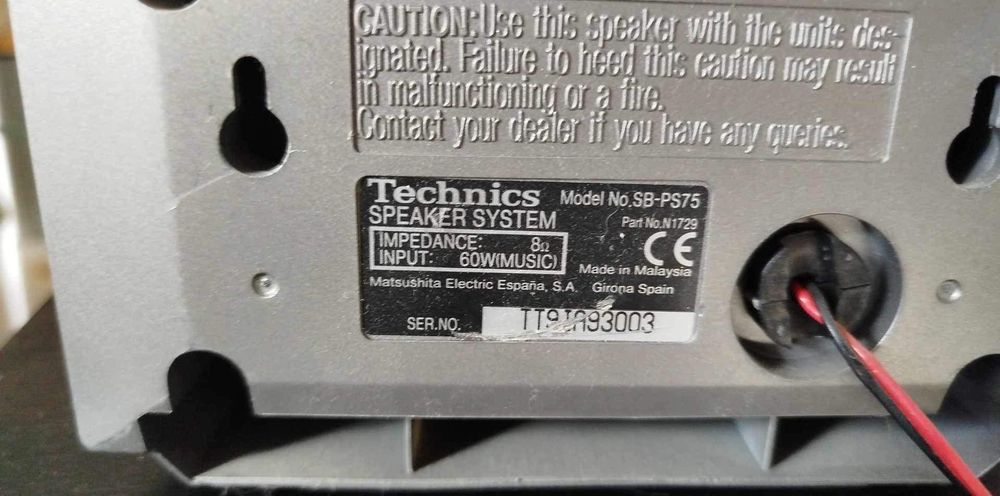 CAUTION: Use this speaker with the units des-
ignated. Failure to heed this caution may result
in malfunctioning or a fire.
Contact your dealer if you have any queries.
Technics Model No.SB-PS75
SPEAKER SYSTEM Part No.N1729
IMPEDANCE: 8Ω
INPUT: 60W(MUSIC)
CE
Made in Malaysia
Matsushita Electric España, S.A. Girona Spain
SER.NO. TT9JA93003